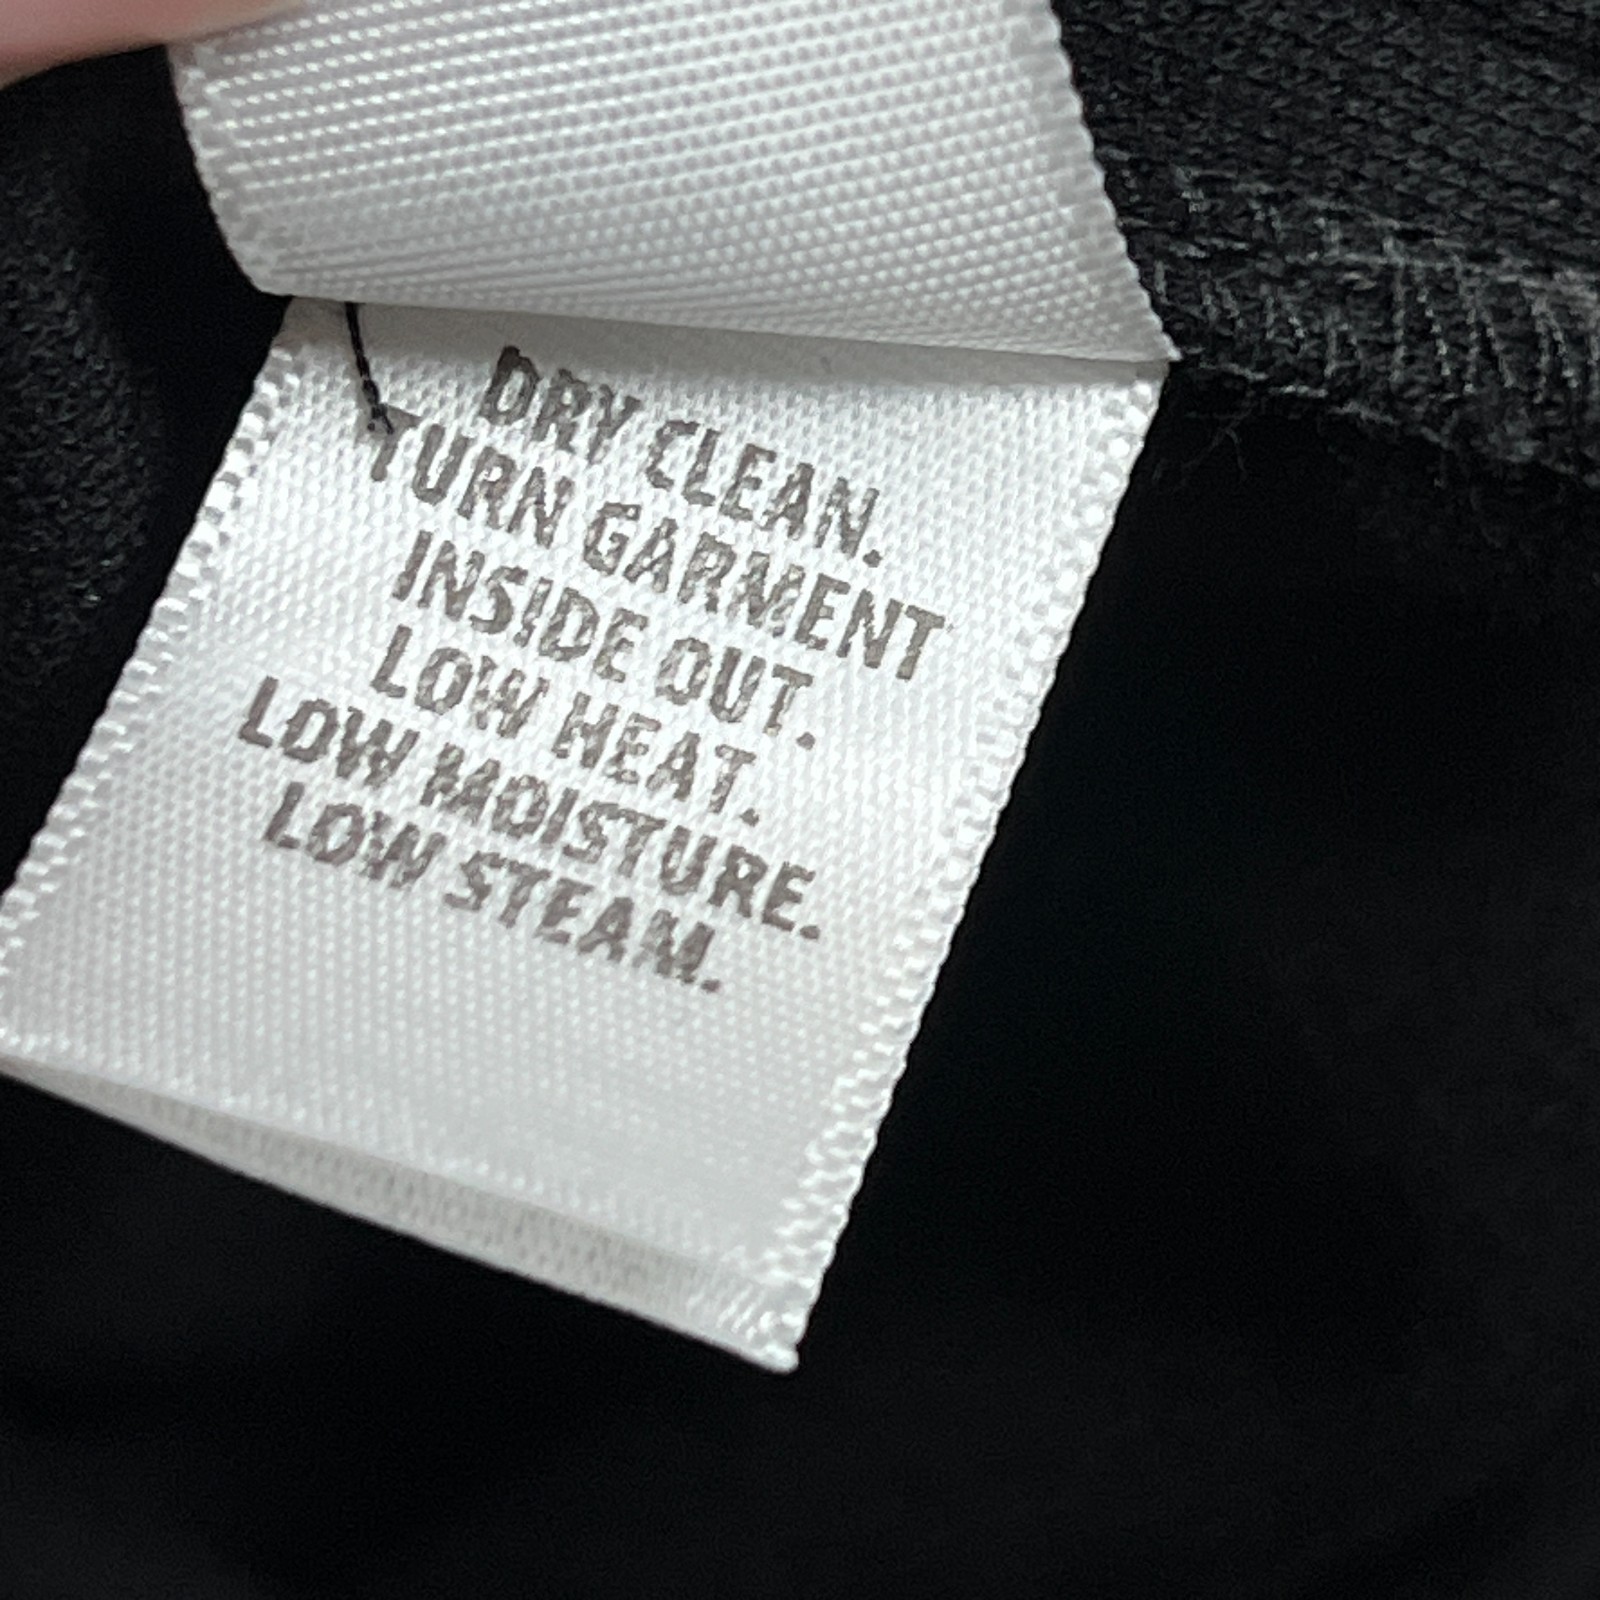 DRY CLEAN.
TURN GARMENT
INSIDE OUT.
LOW HEAT.
LOW MOISTURE.
LOW STEAM.